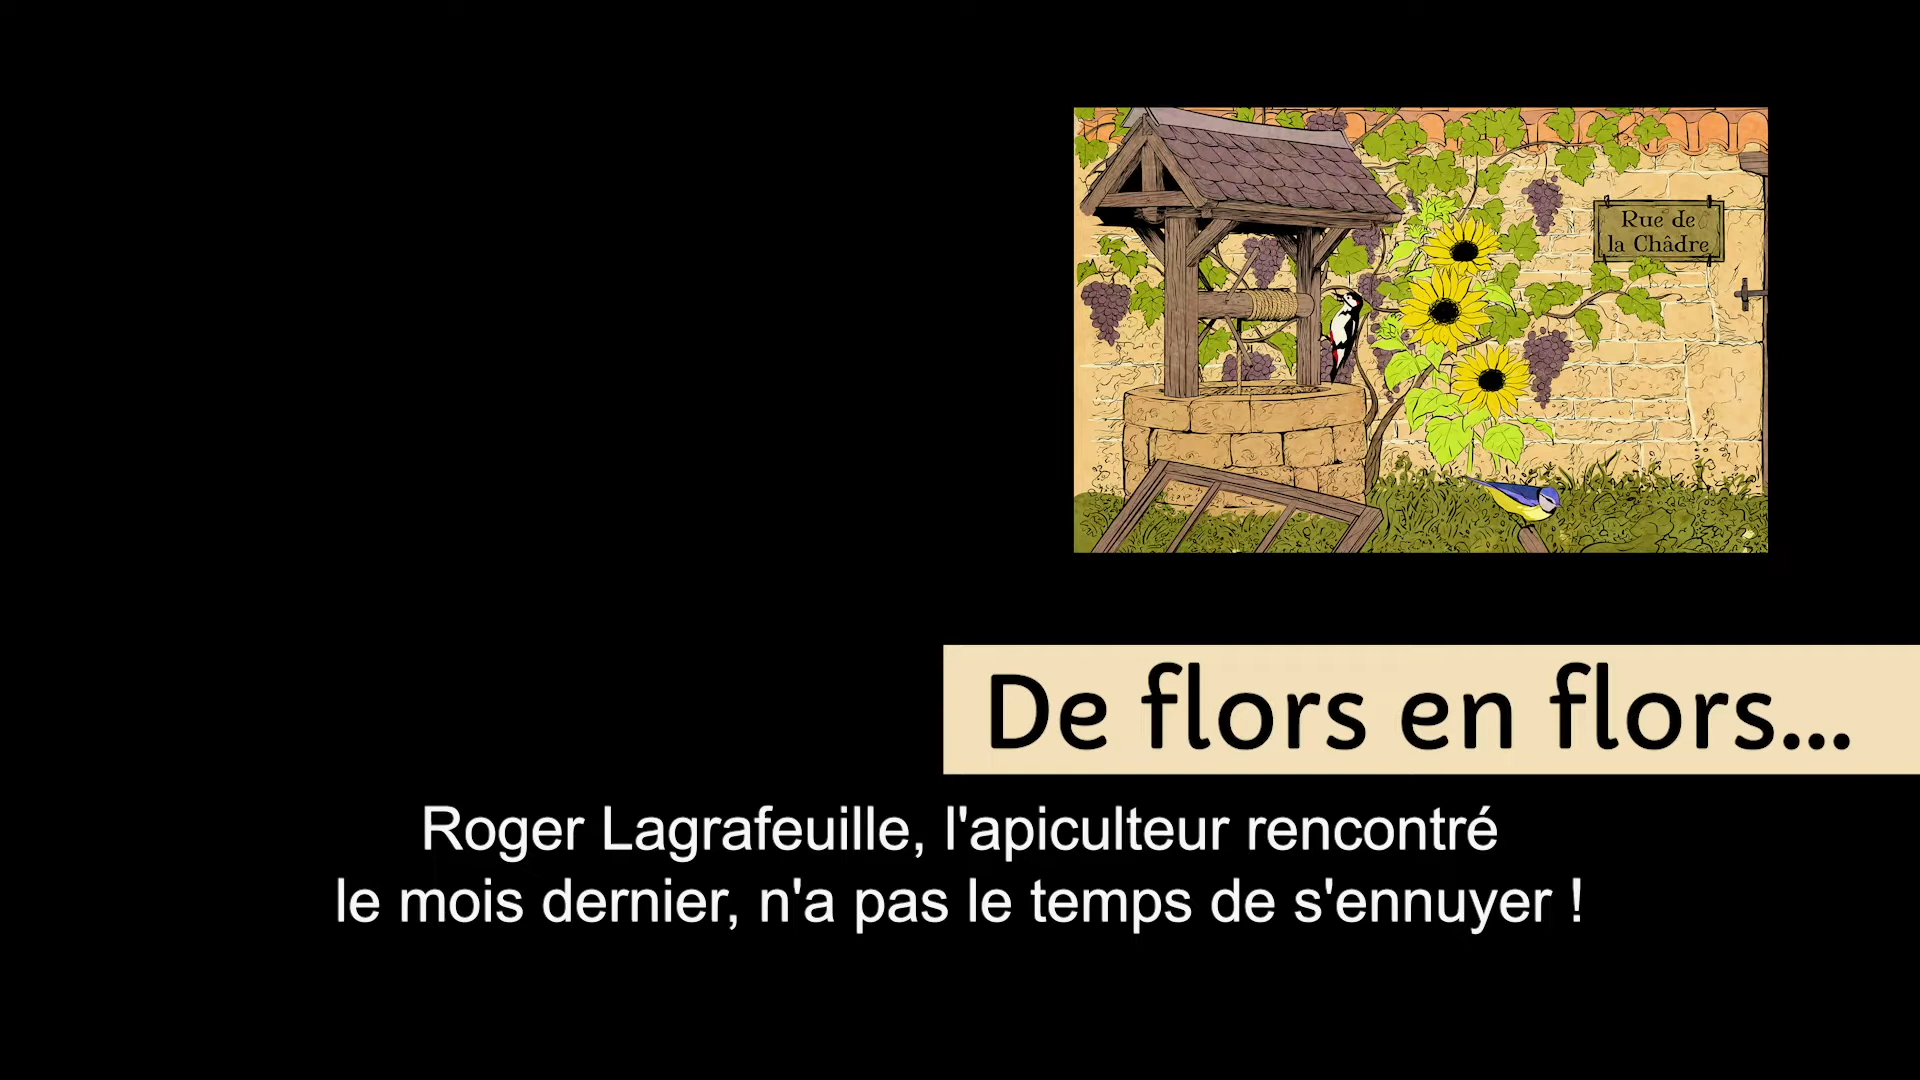 Rue de
la Châdre
De flors en flors...
Roger Lagrafeuille, l'apiculteur rencontré
le mois dernier, n'a pas le temps de s'ennuyer !